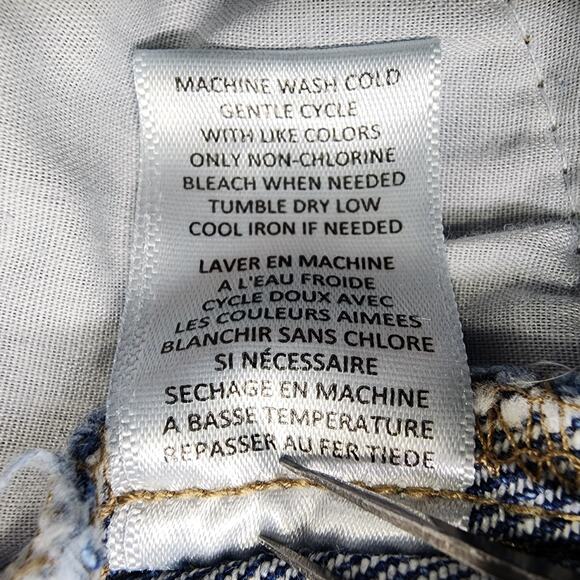 MACHINE WASH COLD
GENTLE CYCLE
WITH LIKE COLORS
ONLY NON-CHLORINE
BLEACH WHEN NEEDED
TUMBLE DRY LOW
COOL IRON IF NEEDED
LAVER EN MACHINE
A L'EAU FROIDE
CYCLE DOUX AVEC
LES COULEURS AIMEES
BLANCHIR SANS CHLORE
SI NÉCESSAIRE
SECHAGE EN MACHINE
A BASSE TEMPERATURE
REPASSER AU FER TIEDE